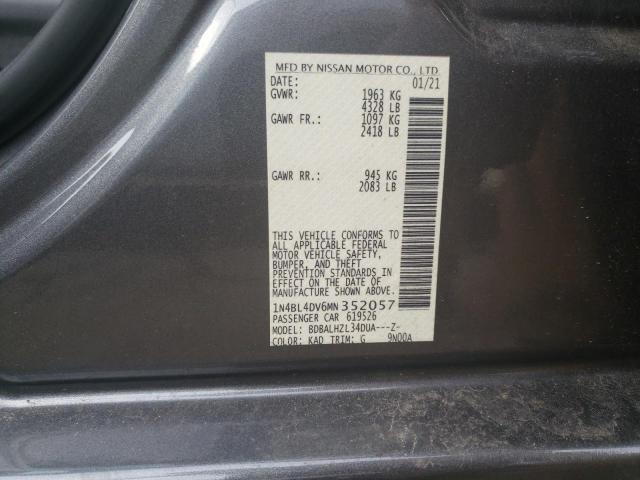 MFD BY NISSAN MOTOR CO., LTD
DATE: 01/21
GVWR: 1963 KG
4328 LB
GAWR FR.: 1097 KG
2418 LB
GAWR RR.: 945 KG
2083 LB
THIS VEHICLE CONFORMS TO
ALL APPLICABLE FEDERAL
MOTOR VEHICLE SAFETY,
BUMPER, AND THEFT
PREVENTION STANDARDS IN
EFFECT ON THE DATE OF
MANUFACTURE SHOWN ABOVE.
1N4BL4DV6MN352057
PASSENGER CAR 619526
MODEL: BDBALHZL34DUA---Z-
COLOR: KAD TRIM: G 9N00A